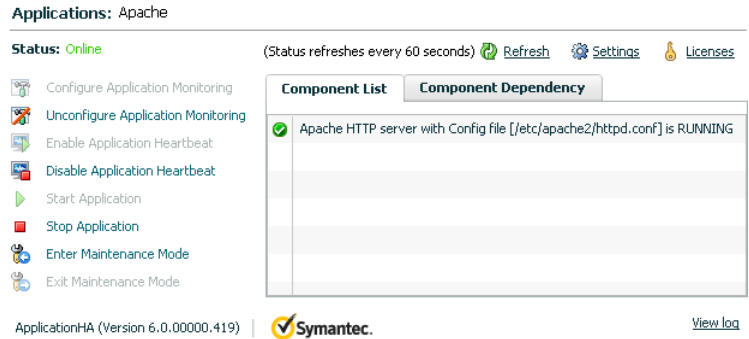 Applications: Apache
Status: Online
(Status refreshes every 60 seconds) Refresh Settings Licenses
Configure Application Monitoring
Unconfigure Application Monitoring
Enable Application Heartbeat
Disable Application Heartbeat
Start Application
Stop Application
Enter Maintenance Mode
Exit Maintenance Mode
Component List Component Dependency
Apache HTTP server with Config file [/etc/apache2/httpd.conf] is RUNNING
ApplicationHA (Version 6.0.00000.419)
Symantec.
View log